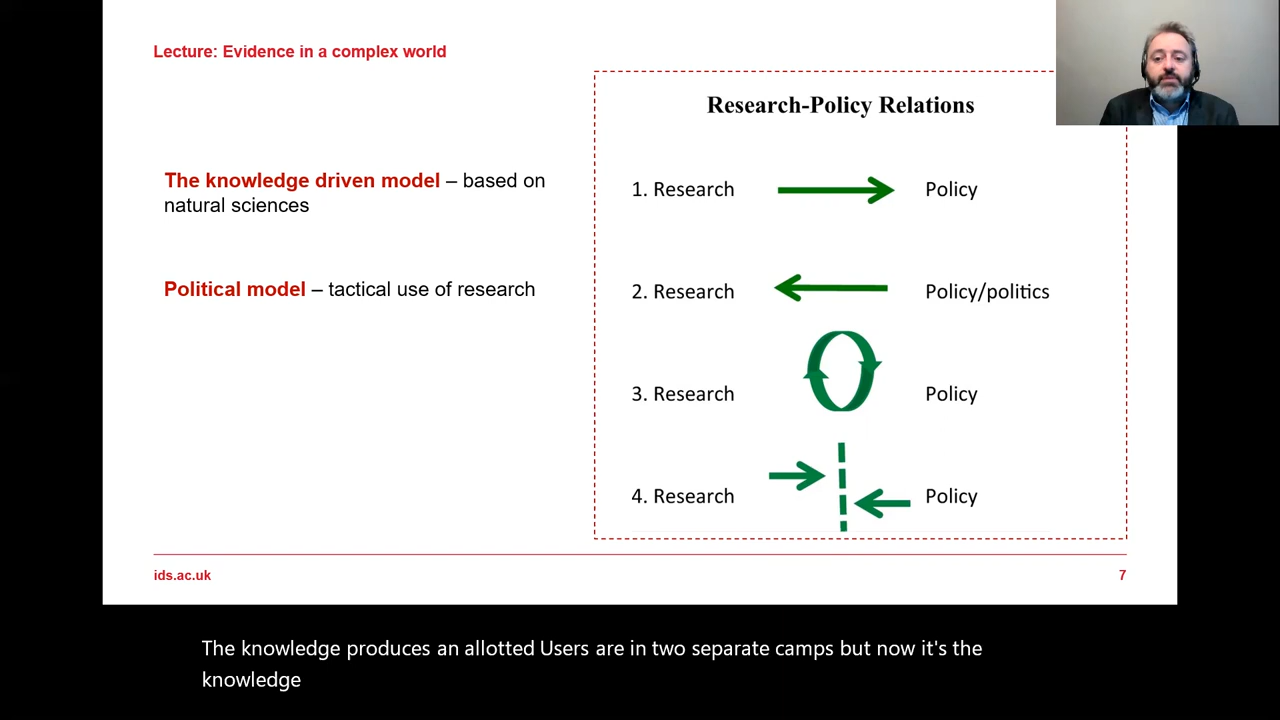 Lecture: Evidence in a complex world
Research-Policy Relations
The knowledge driven model – based on
natural sciences
Political model – tactical use of research
1. Research Policy
2. Research Policy/politics
3. Research Policy
4. Research Policy
ids.ac.uk 7
The knowledge produces an allotted Users are in two separate camps but now it's the
knowledge